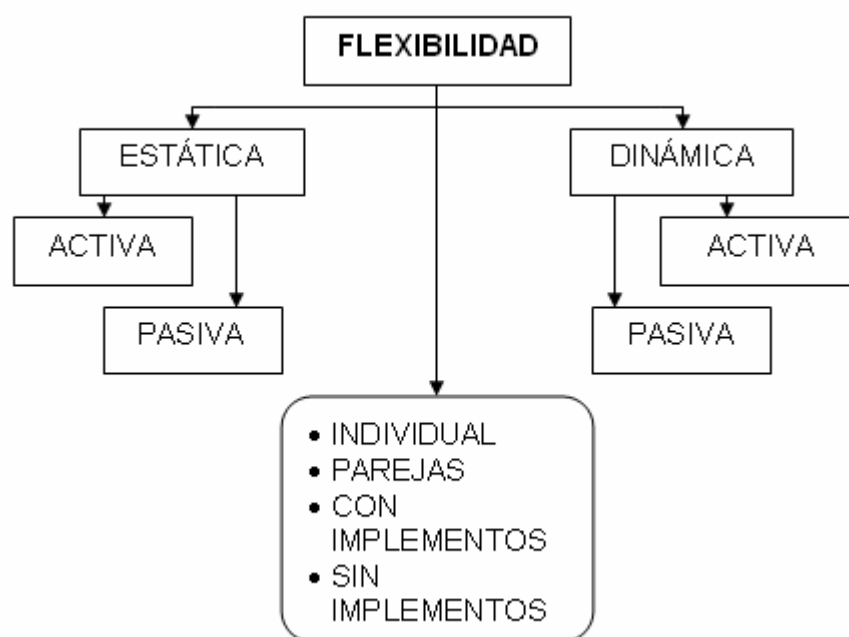 FLEXIBILIDAD
ESTÁTICA
DINÁMICA
ACTIVA
ACTIVA
PASIVA
PASIVA
• INDIVIDUAL
• PAREJAS
• CON
IMPLEMENTOS
• SIN
IMPLEMENTOS